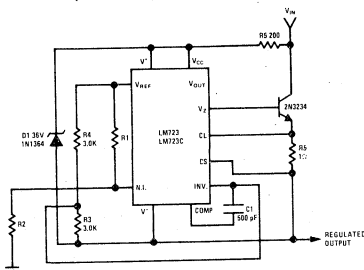 VIN
R5 200
V+
VCC
VREF
VOUT
VZ
2N3234
D1 36V
1N1364
R4
3.0K
R1
LM723
LM723C
CL
R5
1Ω
CS
N.I.
INV.
R2
R3
3.0K
V-
COMP
C1
500 pF
REGULATED
OUTPUT